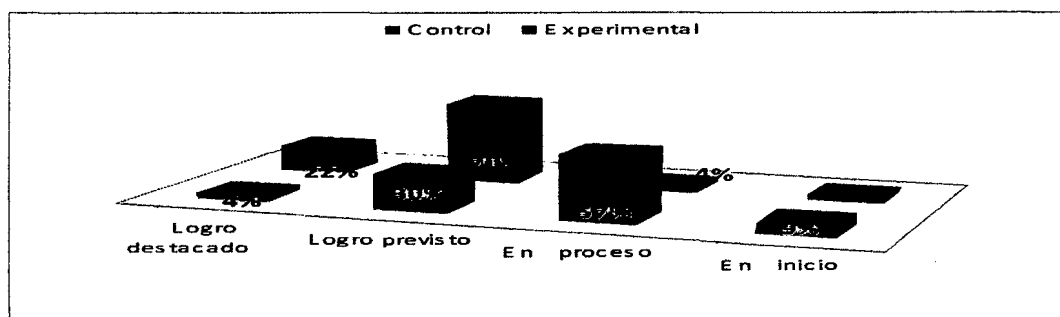 Control Experimental
22%
4%
4%
Logro destacado
Logro previsto
En proceso
En inicio